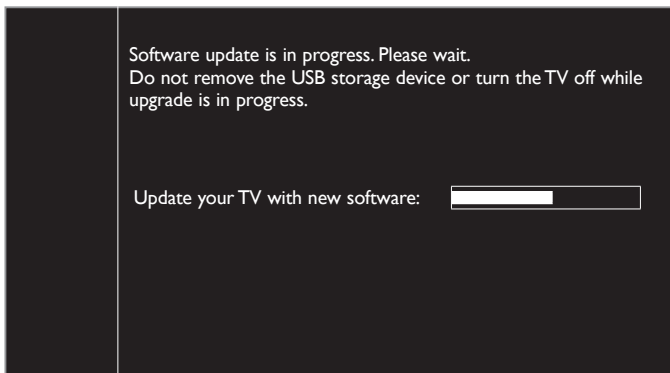 Software update is in progress. Please wait.
Do not remove the USB storage device or turn the TV off while
upgrade is in progress.
Update your TV with new software: